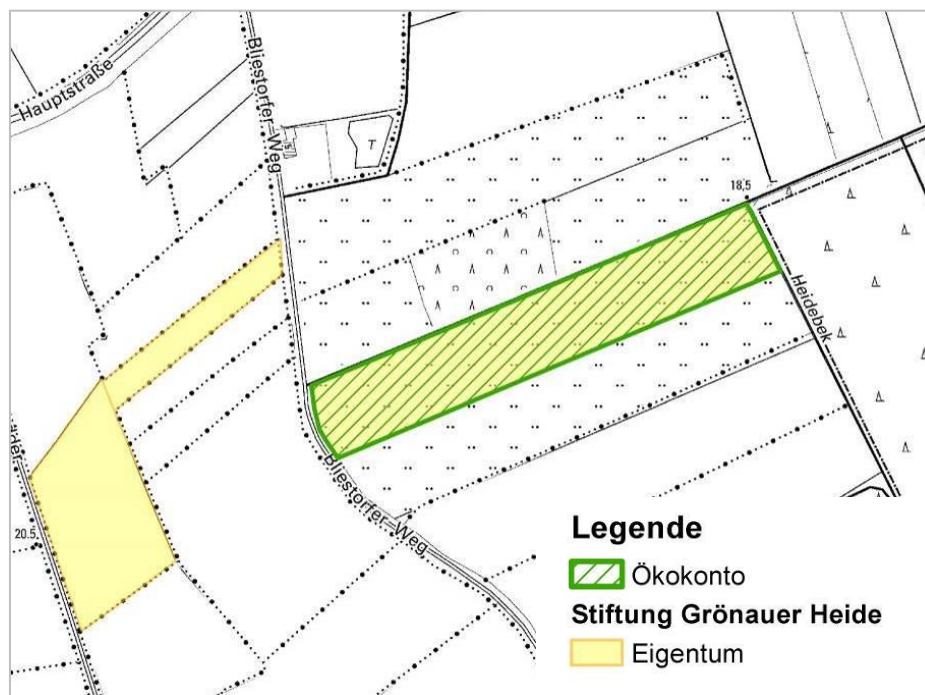 Hauptstraße
Bliestorfer-Weg
T
18,5
Heidebek
20.5
Bliestorfer-Weg
Legende
Ökokonto
Stiftung Grönauer Heide
Eigentum